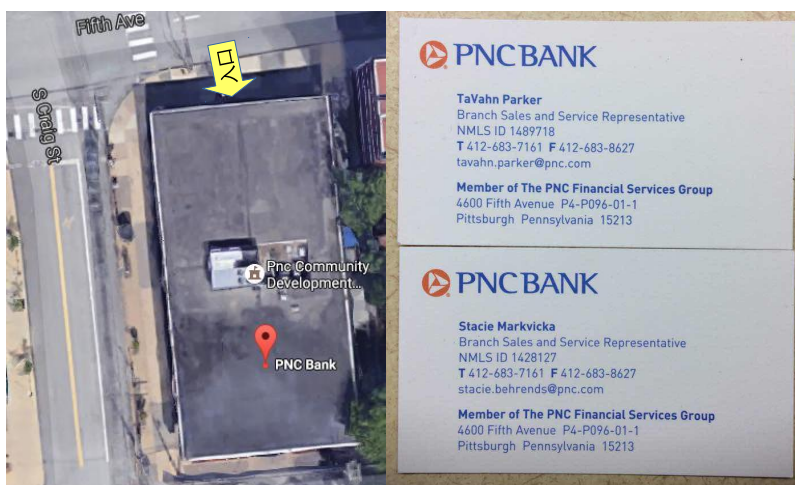 Fifth Ave
入口
S Craig St
Pnc Community
Development...
PNC Bank
PNCBANK
TaVahn Parker
Branch Sales and Service Representative
NMLS ID 1489718
T 412-683-7161 F 412-683-8627
tavahn.parker@pnc.com
Member of The PNC Financial Services Group
4600 Fifth Avenue P4-P096-01-1
Pittsburgh Pennsylvania 15213
PNCBANK
Stacie Markvicka
Branch Sales and Service Representative
NMLS ID 1428127
T 412-683-7161 F 412-683-8627
stacie.behrends@pnc.com
Member of The PNC Financial Services Group
4600 Fifth Avenue P4-P096-01-1
Pittsburgh Pennsylvania 15213